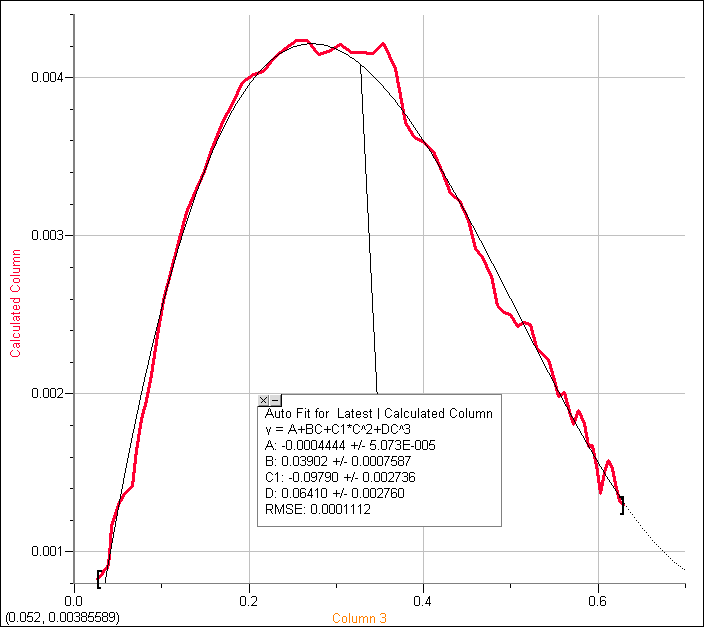 0.004
0.003
0.002
0.001
Calculated Column
Auto Fit for Latest | Calculated Column
y = A+BC+C1*C^2+DC^3
A: -0.0004444 +/- 5.073E-005
B: 0.03902 +/- 0.0007587
C1: -0.09790 +/- 0.002736
D: 0.06410 +/- 0.002760
RMSE: 0.0001112
0.0 0.2 0.4 0.6
(0.052, 0.00385589)
Column 3